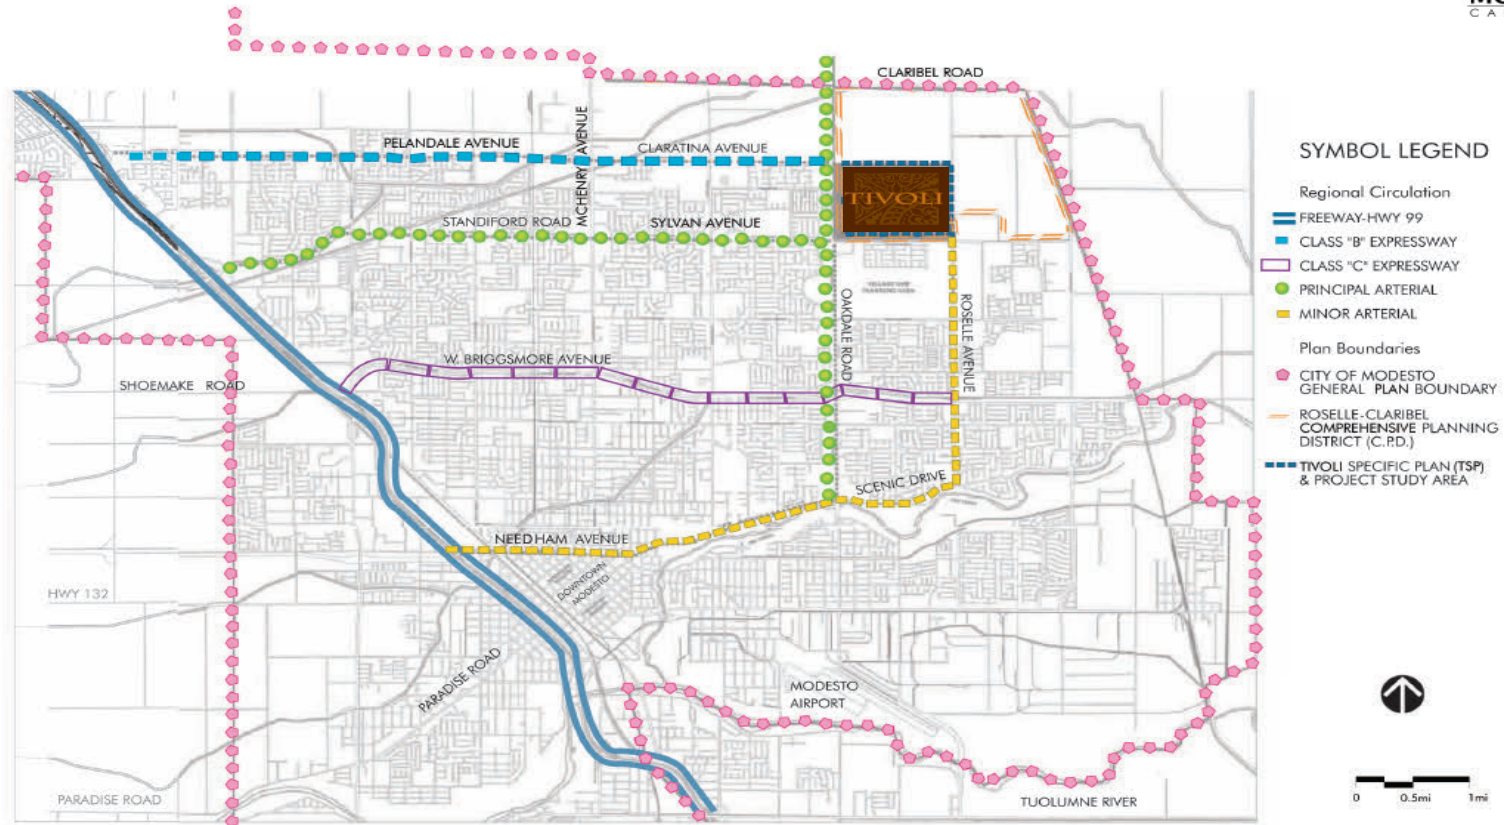 C A
CLARIBEL ROAD
PELANDALE AVENUE
MCHENRY AVENUE
CLARATINA AVENUE
TIVOLI
STANDIFORD ROAD
SYLVAN AVENUE
OAKDALE ROAD
ROSELLE AVENUE
W. BRIGGSMORE AVENUE
SHOEMAKE ROAD
SCENIC DRIVE
NEEDHAM AVENUE
DOWNTOWN
MODESTO
HWY 132
PARADISE ROAD
MODESTO
AIRPORT
PARADISE ROAD
TUOLUMNE RIVER
SYMBOL LEGEND
Regional Circulation
FREEWAY-HWY 99
CLASS "B" EXPRESSWAY
CLASS "C" EXPRESSWAY
PRINCIPAL ARTERIAL
MINOR ARTERIAL
Plan Boundaries
CITY OF MODESTO
GENERAL PLAN BOUNDARY
ROSELLE-CLARIBEL
COMPREHENSIVE PLANNING
DISTRICT (C.P.D.)
TIVOLI SPECIFIC PLAN (TSP)
& PROJECT STUDY AREA
0 0.5mi 1mi